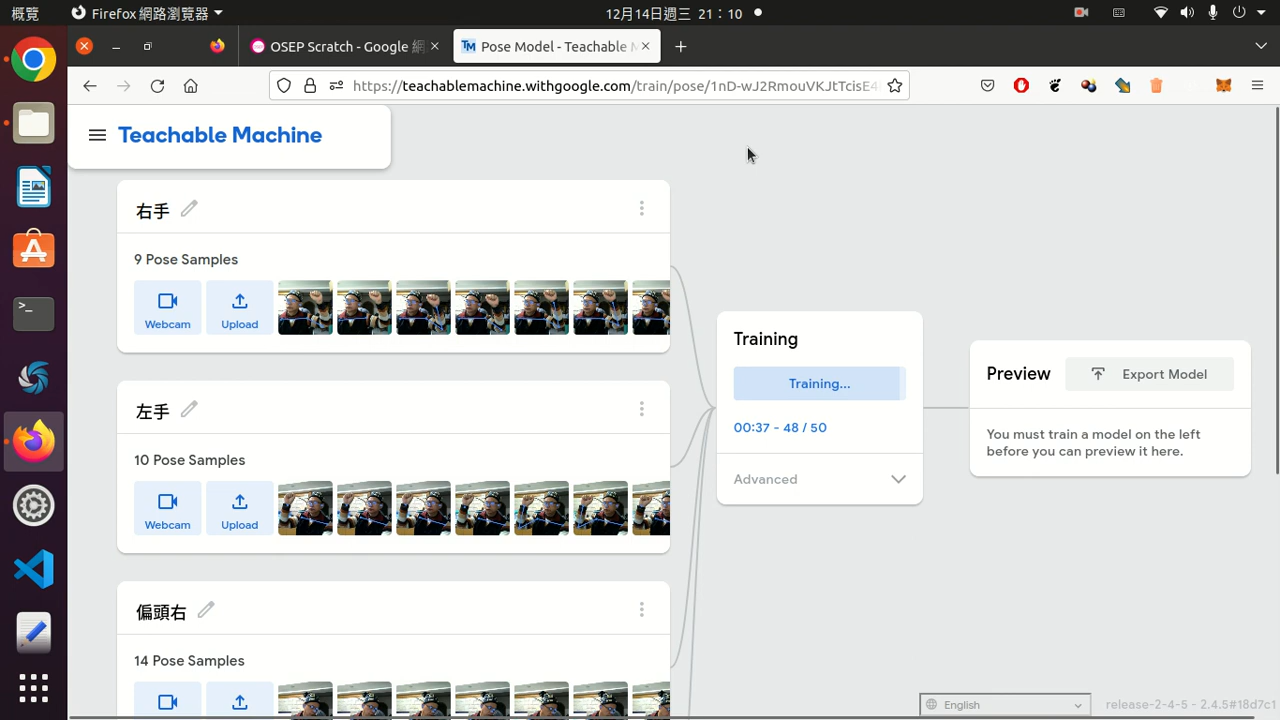 概覽
Firefox 網路瀏覽器
12月14日週三 21：10
OSEP Scratch - Google 網
Pose Model - Teachable M
https://teachablemachine.withgoogle.com/train/pose/1nD-wJ2RmouVKJtTcisE4
Teachable Machine
右手
9 Pose Samples
Webcam
Upload
左手
10 Pose Samples
Webcam
Upload
偏頭右
14 Pose Samples
Training
Training...
00:37 - 48 / 50
Advanced
Preview
Export Model
You must train a model on the left
before you can preview it here.
English
release-2-4-5 - 2.4.5#18d7c1